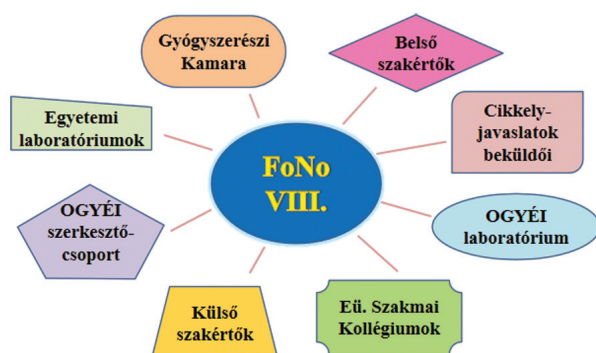 Gyógyszerészi
Kamara
Belső
szakértők
Egyetemi
laboratóriumok
Cikkely-
javaslatok
beküldői
FoNo
VIII.
OGYÉI
szerkesztő-
csoport
OGYÉI
laboratórium
Külső
szakértők
Eü. Szakmai
Kollégiumok